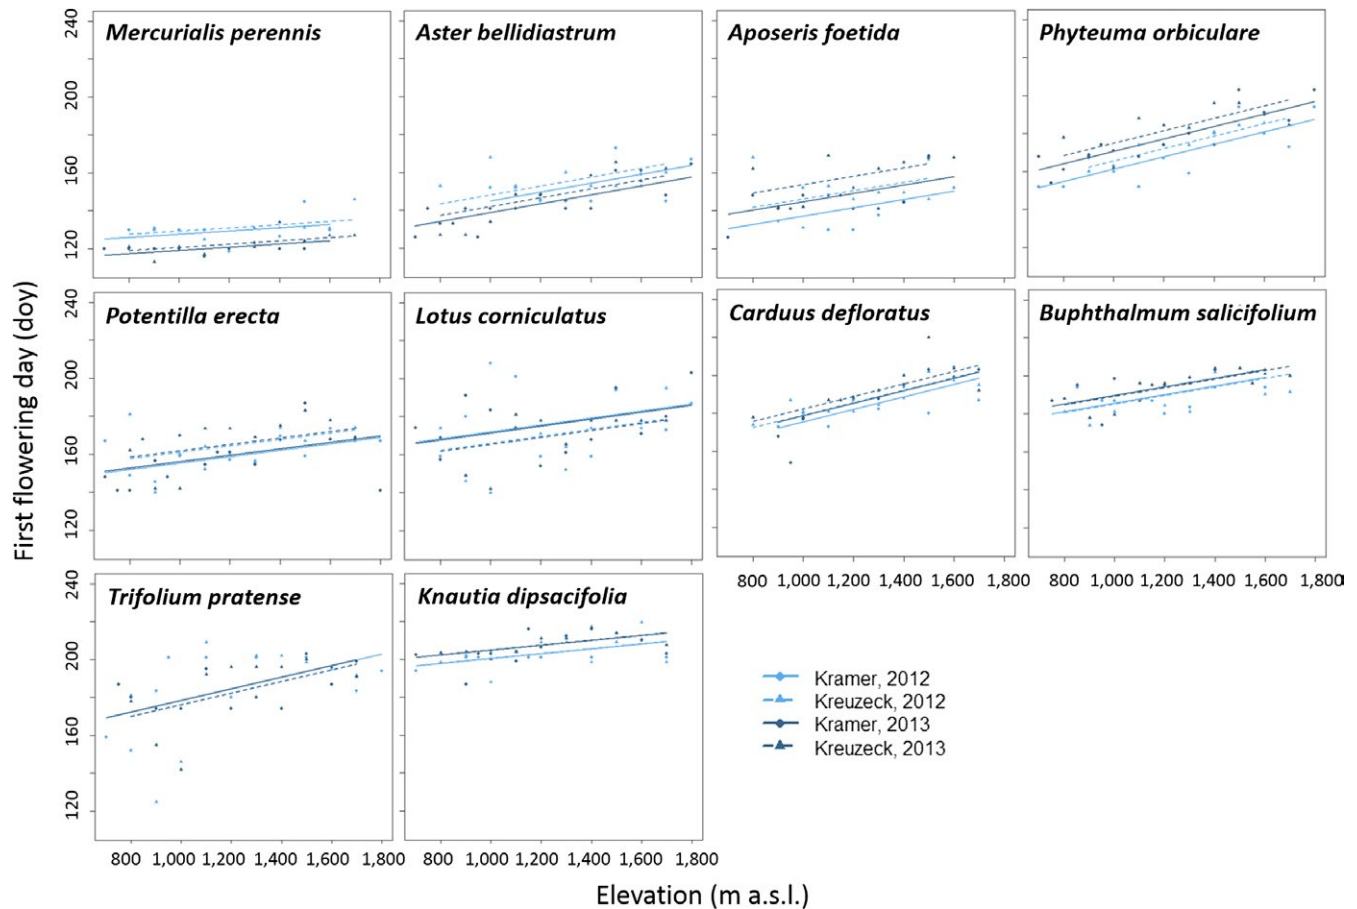 Mercurialis perennis
Aster bellidiastrum
Aposeris foetida
Phyteuma orbiculare
240
200
160
120
Potentilla erecta
Lotus corniculatus
Carduus defloratus
Buphthalmum salicifolium
240
200
160
120
First flowering day (doy)
800 1,000 1,200 1,400 1,600 1,800
800 1,000 1,200 1,400 1,600 1,800
Trifolium pratense
Knautia dipsacifolia
240
200
160
120
Kramer, 2012
Kreuzeck, 2012
Kramer, 2013
Kreuzeck, 2013
800 1,000 1,200 1,400 1,600 1,800
800 1,000 1,200 1,400 1,600 1,800
Elevation (m a.s.l.)